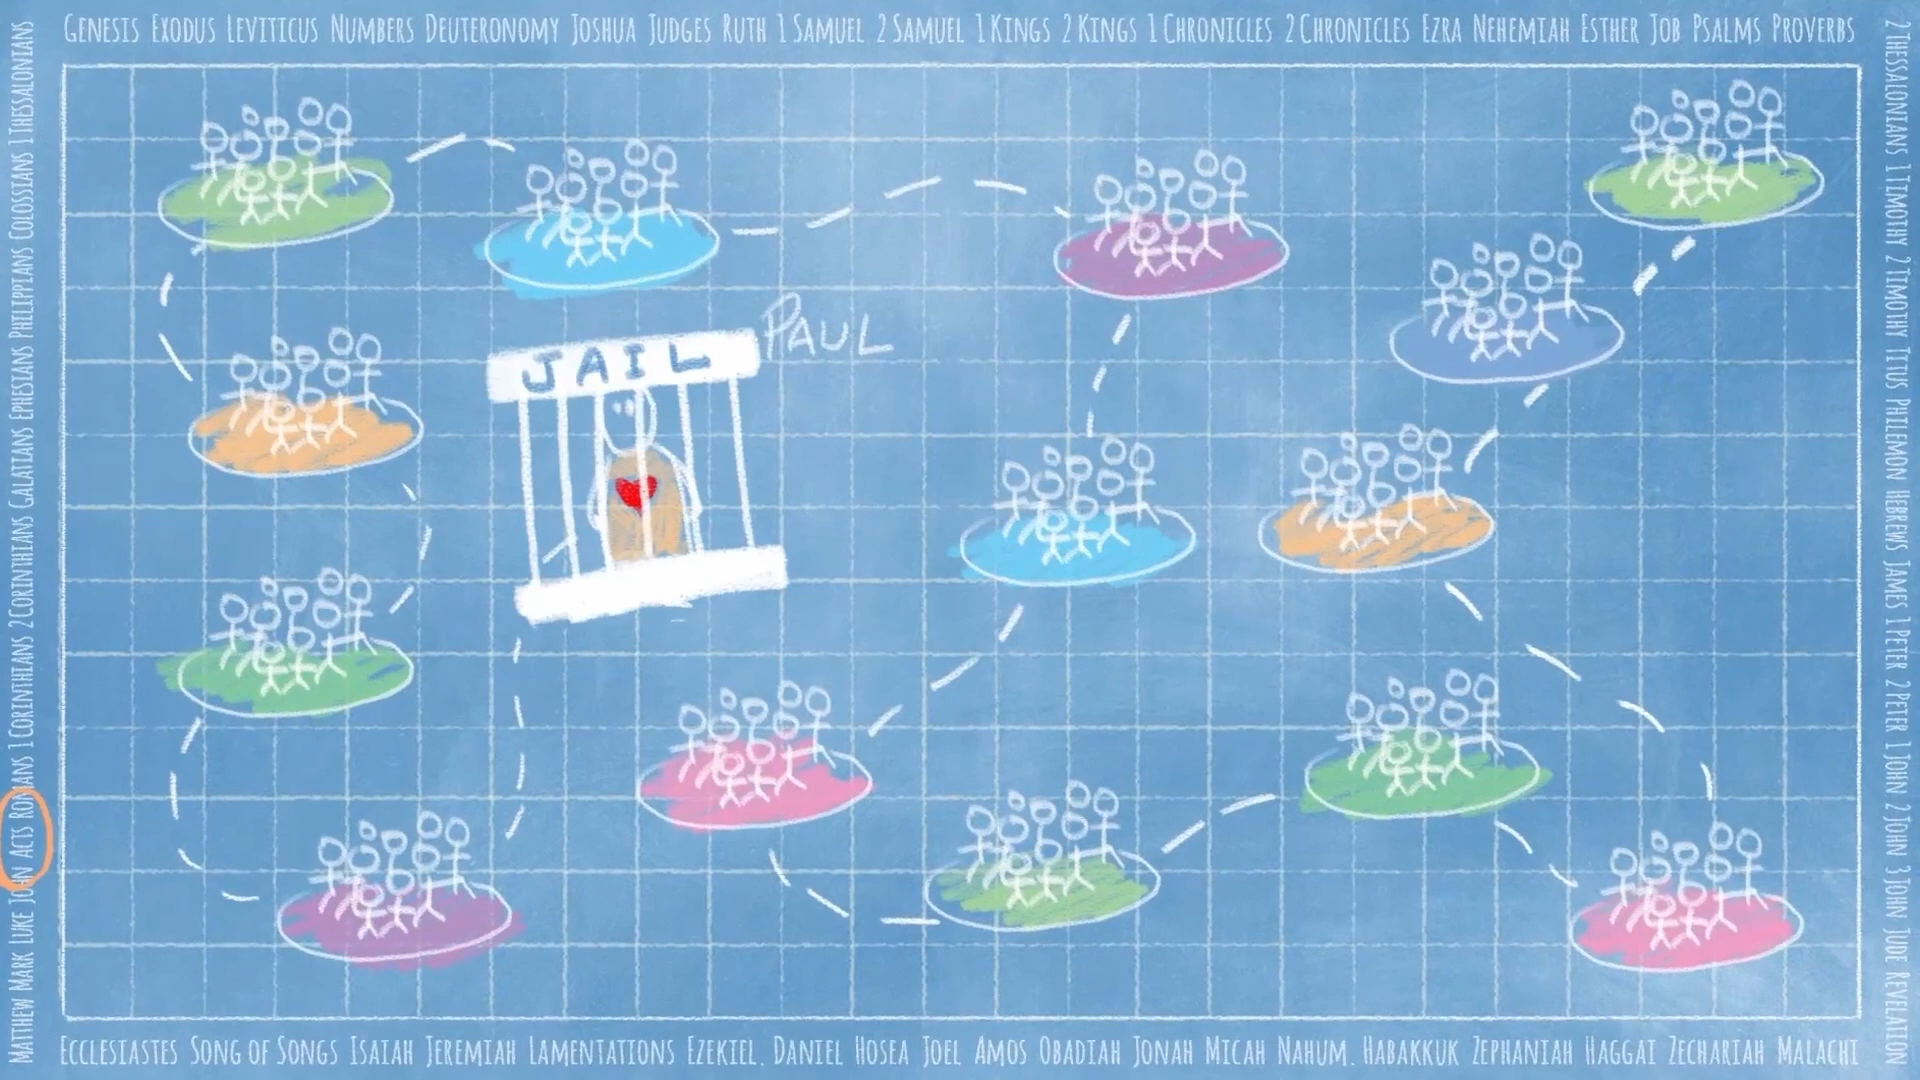 Genesis Exodus Leviticus Numbers Deuteronomy Joshua Judges Ruth 1 Samuel 2 Samuel 1 Kings 2 Kings 1 Chronicles 2 Chronicles Ezra Nehemiah Esther Job Psalms Proverbs
PAUL
JAIL
Matthew Mark Luke John Acts Romans 1 Corinthians 2 Corinthians Galatians Ephesians Philippians Colossians 1 Thessalonians
2 Thessalonians 1 Timothy 2 Timothy Titus Philemon Hebrews James 1 Peter 2 Peter 1 John 2 John 3 John Jude Revelation
Ecclesiastes Song of Songs Isaiah Jeremiah Lamentations Ezekiel. Daniel Hosea Joel Amos Obadiah Jonah Micah Nahum. Habakkuk Zephaniah Haggai Zechariah Malachi